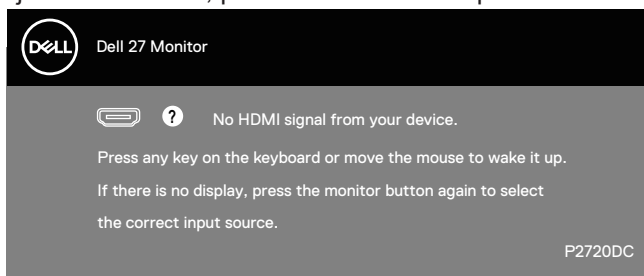 DELL
Dell 27 Monitor
? No HDMI signal from your device.
Press any key on the keyboard or move the mouse to wake it up.
If there is no display, press the monitor button again to select
the correct input source.
P2720DC